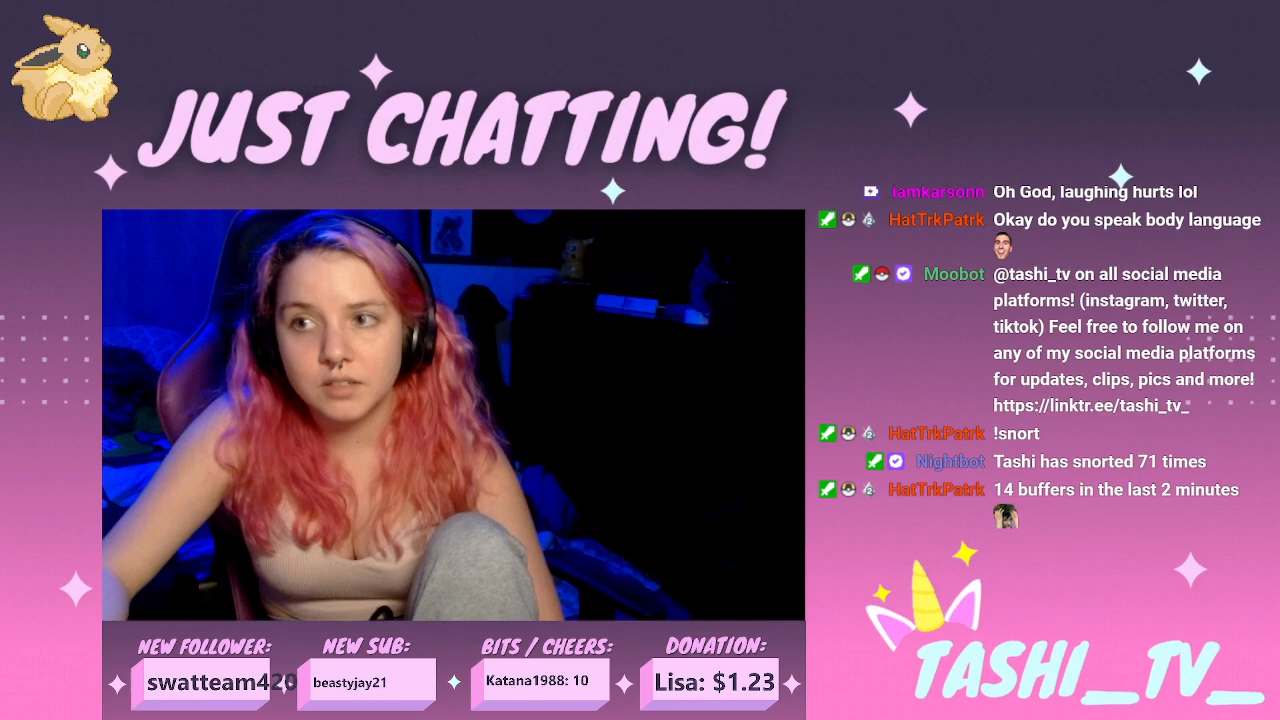 JUST CHATTING!
iamkarsonn Oh God, laughing hurts lol
HatTrkPatrk Okay do you speak body language
Moobot @tashi_tv on all social media
platforms! (instagram, twitter,
tiktok) Feel free to follow me on
any of my social media platforms
for updates, clips, pics and more!
https://linktr.ee/tashi_tv_
HatTrkPatrk !snort
Nightbot Tashi has snorted 71 times
HatTrkPatrk 14 buffers in the last 2 minutes
NEW FOLLOWER: NEW SUB: BITS / CHEERS: DONATION:
swatteam420 beastyjay21 Katana1988: 10 Lisa: $1.23
TASHI_TV_